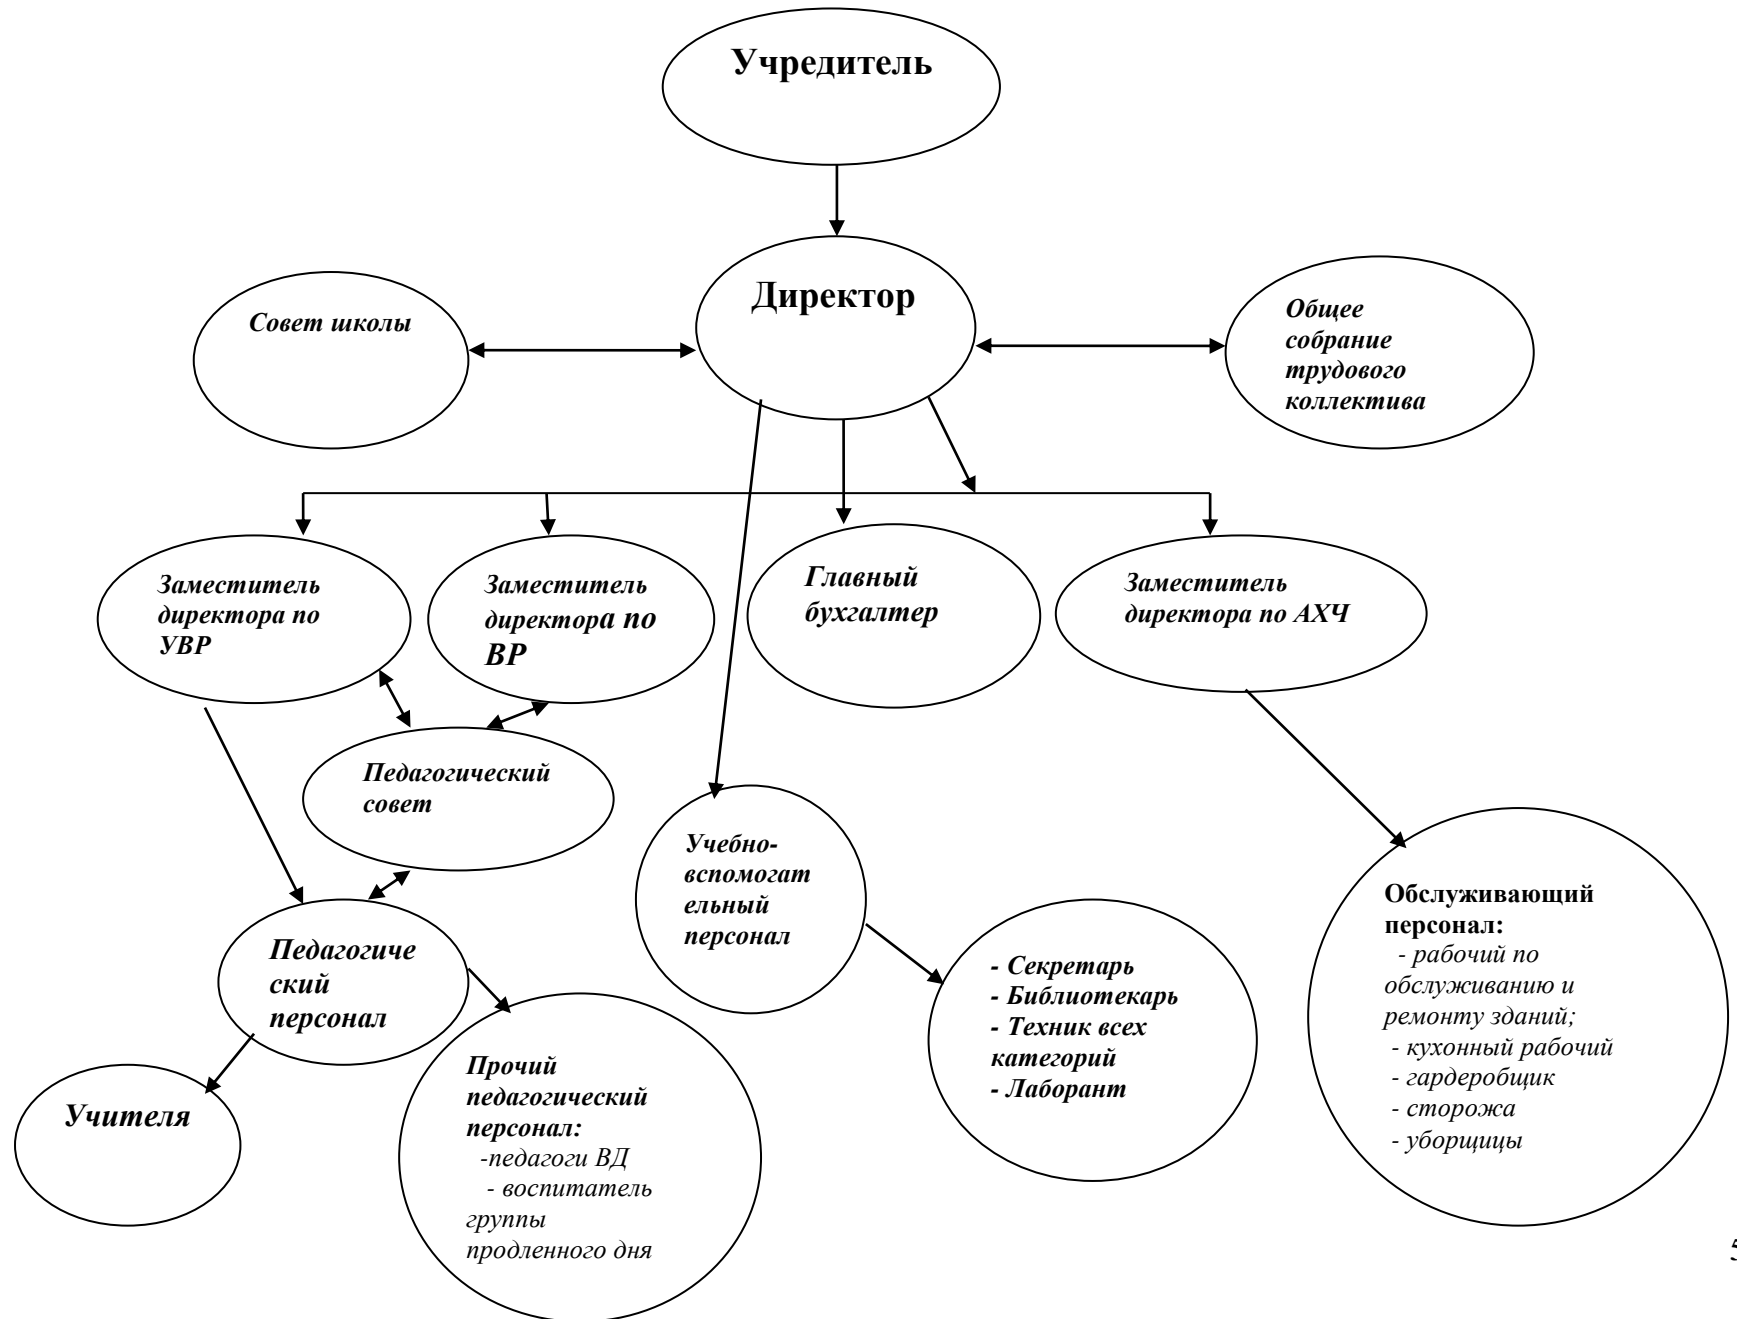 Учредитель
Директор
Совет школы
Общее
собрание
трудового
коллектива
Заместитель
директора по
УВР
Заместитель
директора по
ВР
Главный
бухгалтер
Заместитель
директора по АХЧ
Педагогический
совет
Учебно-
вспомогат
ельный
персонал
Педагогиче
ский
персонал
- Секретарь
- Библиотекарь
- Техник всех
категорий
- Лаборант
Обслуживающий
персонал:
- рабочий по
обслуживанию и
ремонту зданий;
- кухонный рабочий
- гардеробщик
- сторожа
- уборщицы
Учителя
Прочий
педагогический
персонал:
-педагоги ВД
- воспитатель
группы
продленного дня